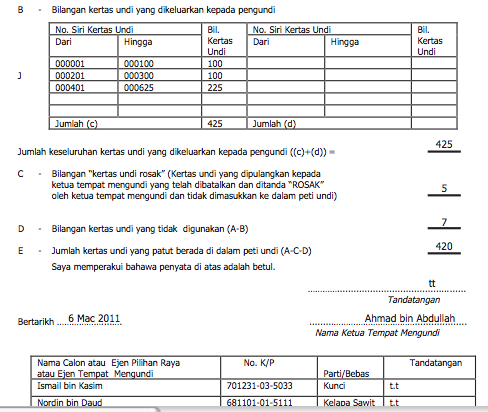 B - Bilangan kertas undi yang dikeluarkan kepada pengundi
No. Siri Kertas Undi Bil. Kertas Undi No. Siri Kertas Undi Bil. Kertas Undi
Dari Hingga Dari Hingga
000001 000100 100
J 000201 000300 100
000401 000625 225
Jumlah (c) 425 Jumlah (d)
Jumlah keseluruhan kertas undi yang dikeluarkan kepada pengundi ((c)+(d)) = 425
C - Bilangan "kertas undi rosak" (Kertas undi yang dipulangkan kepada
ketua tempat mengundi yang telah dibatalkan dan ditanda "ROSAK"
oleh ketua tempat mengundi dan tidak dimasukkan ke dalam peti undi) 5
D - Bilangan kertas undi yang tidak digunakan (A-B) 7
E - Jumlah kertas undi yang patut berada di dalam peti undi (A-C-D) 420
Saya memperakui bahawa penyata di atas adalah betul.
tt
Tandatangan
Bertarikh ..6 Mac 2011.. Ahmad bin Abdullah
Nama Ketua Tempat Mengundi
Nama Calon atau Ejen Pilihan Raya No. K/P Tandatangan
atau Ejen Tempat Mengundi Parti/Bebas
Ismail bin Kasim 701231-03-5033 Kunci t.t
Nordin bin Daud 681101-01-5111 Kelapa Sawit t.t